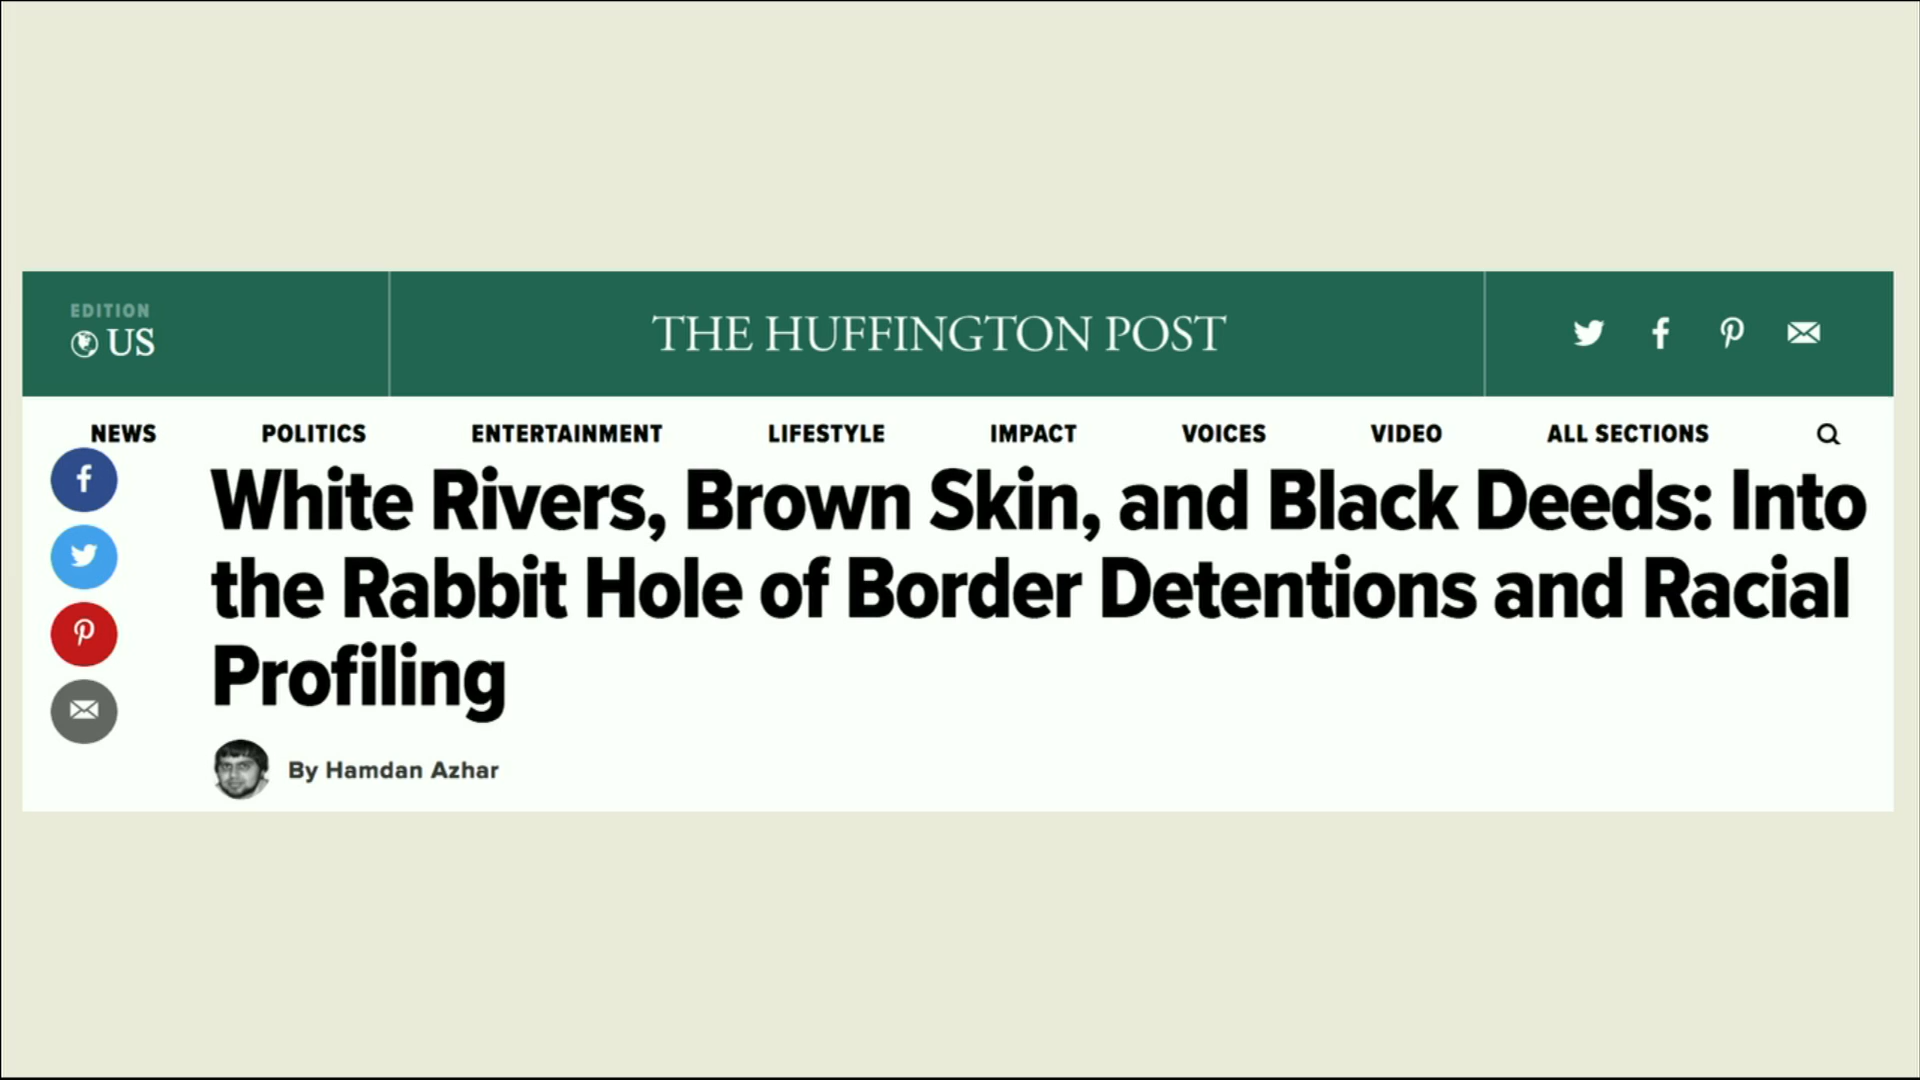 EDITION
US
THE HUFFINGTON POST
NEWS POLITICS ENTERTAINMENT LIFESTYLE IMPACT VOICES VIDEO ALL SECTIONS
White Rivers, Brown Skin, and Black Deeds: Into
the Rabbit Hole of Border Detentions and Racial
Profiling
By Hamdan Azhar